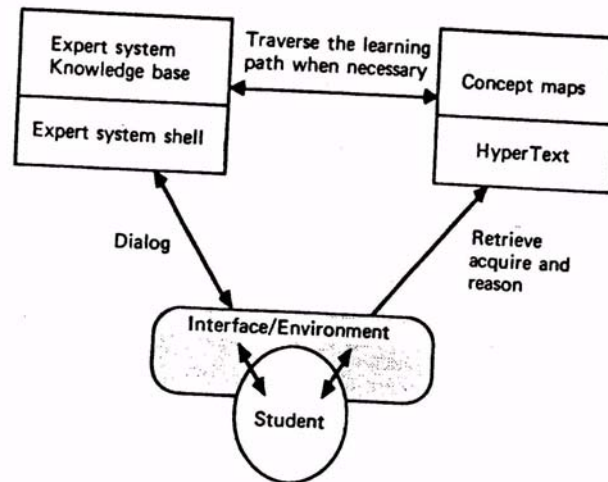 Expert system
Knowledge base
Expert system shell
Traverse the learning
path when necessary
Concept maps
HyperText
Dialog
Retrieve
acquire and
reason
Interface/Environment
Student